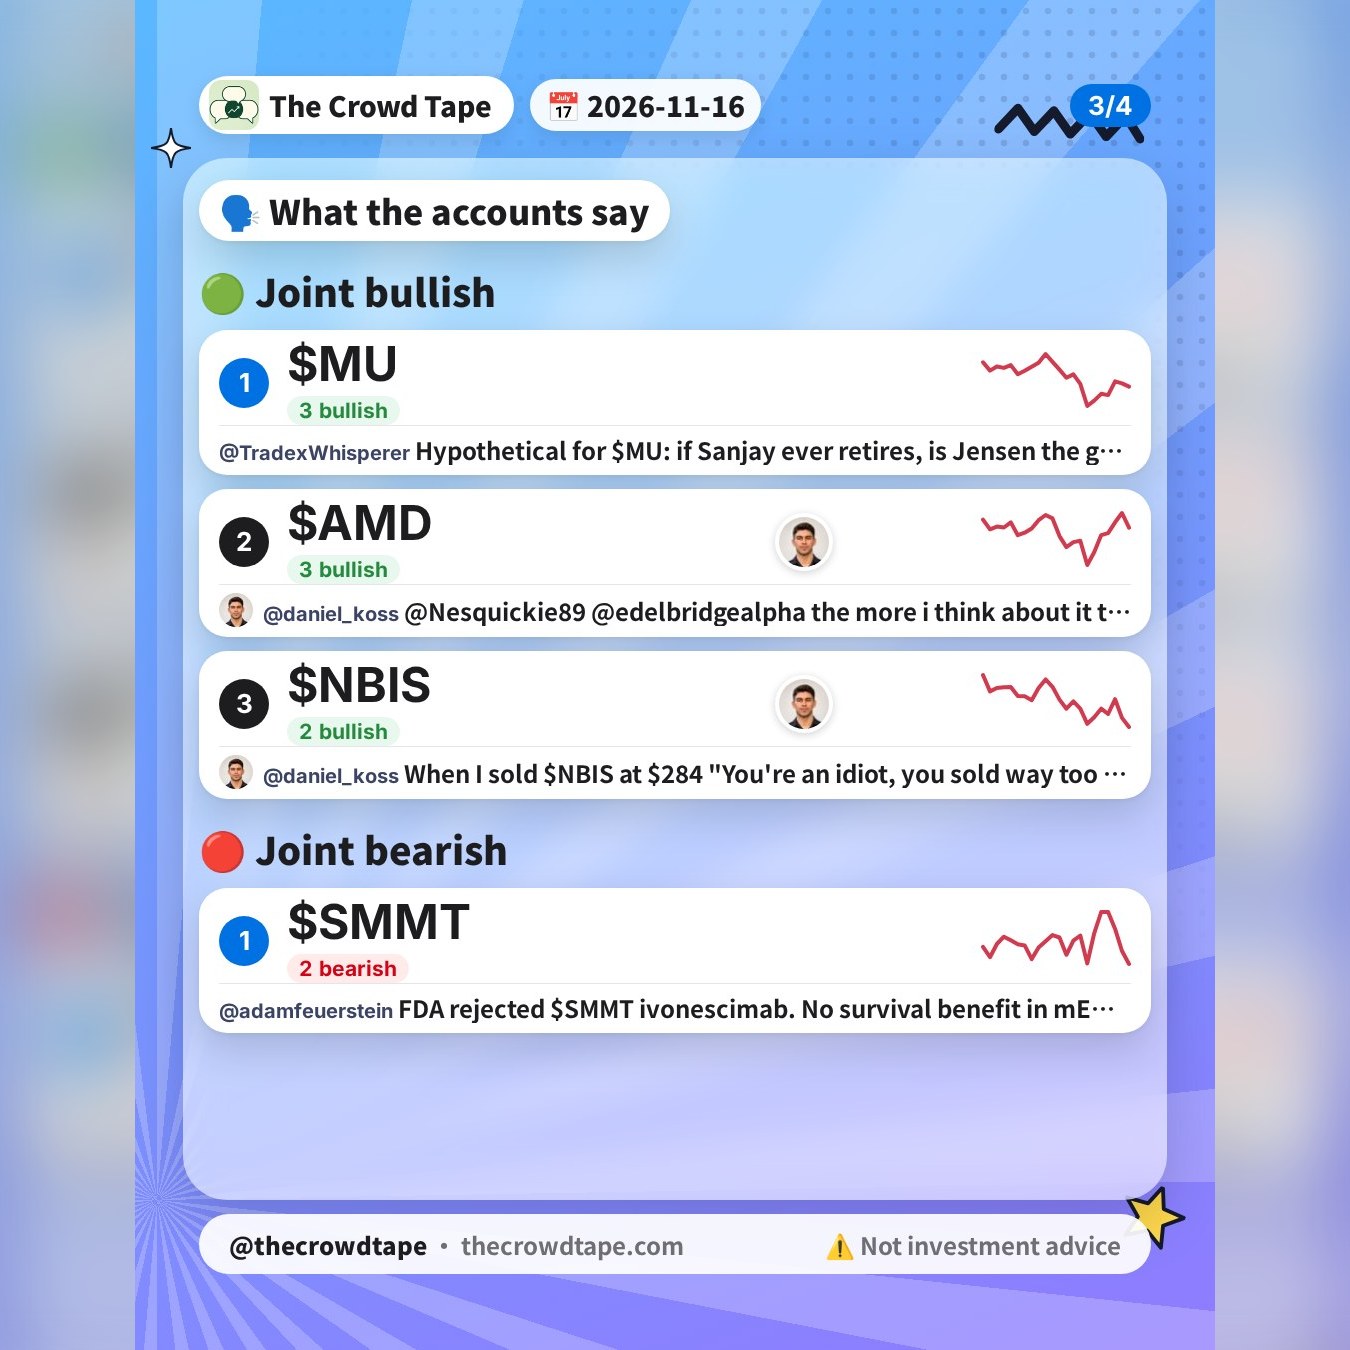 The Crowd Tape
2026-11-16
3/4
What the accounts say
Joint bullish
1
$MU
3 bullish
@TradexWhisperer Hypothetical for $MU: if Sanjay ever retires, is Jensen the g…
2
$AMD
3 bullish
@daniel_koss @Nesquickie89 @edelbridgealpha the more i think about it t…
3
$NBIS
2 bullish
@daniel_koss When I sold $NBIS at $284 "You're an idiot, you sold way too …
Joint bearish
1
$SMMT
2 bearish
@adamfeuerstein FDA rejected $SMMT ivonescimab. No survival benefit in mE…
@thecrowdtape • thecrowdtape.com
⚠️ Not investment advice